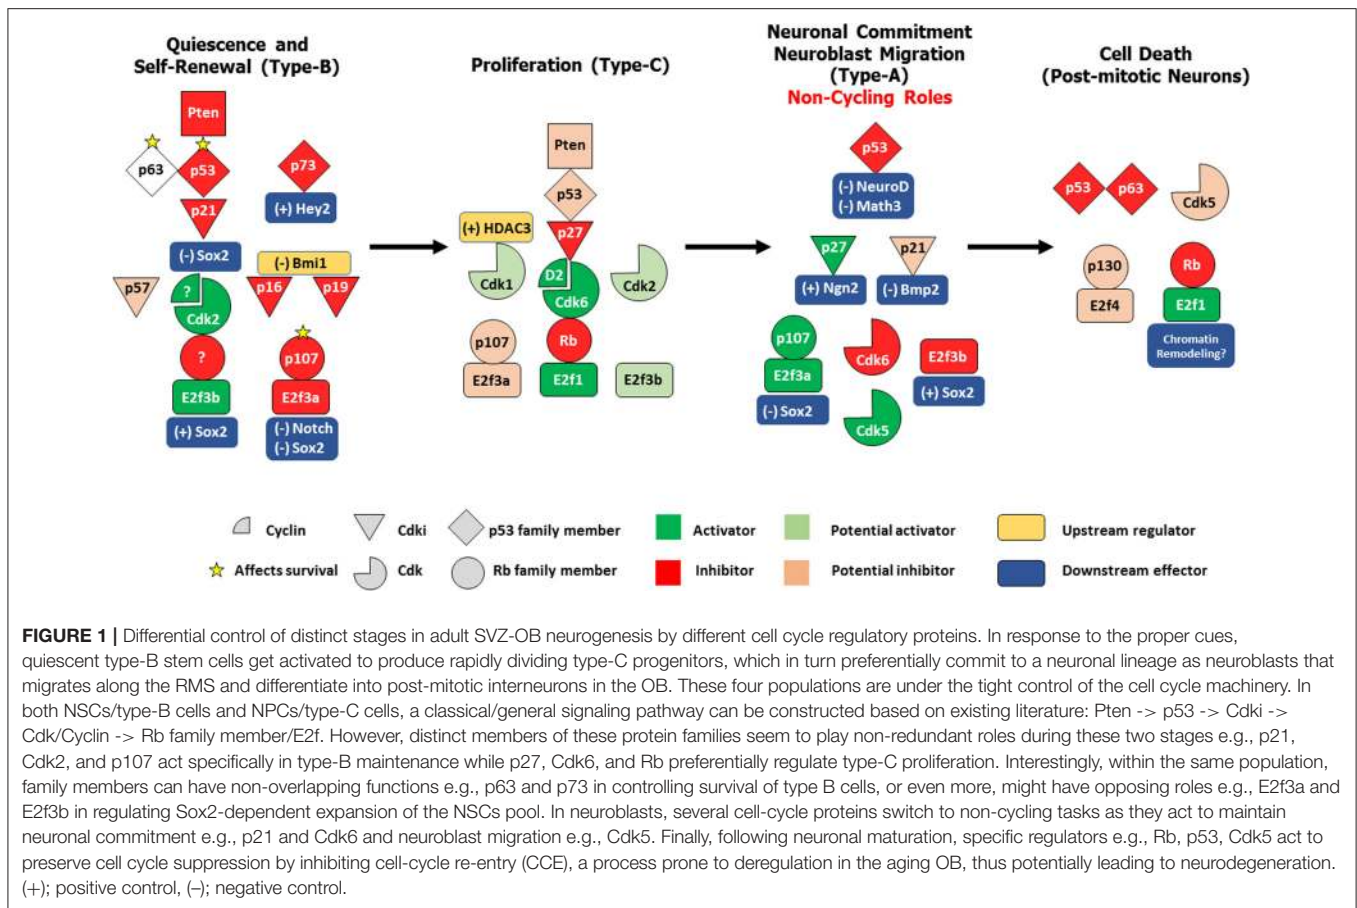 Quiescence and
Self-Renewal (Type-B)
Pten
p63
p53
p73
p21
(+) Hey2
(-) Sox2
(-) Bmi1
p57
?
Cdk2
p16
p19
?
p107
E2f3b
E2f3a
(+) Sox2
(-) Notch
(-) Sox2
Proliferation (Type-C)
Pten
p53
(+) HDAC3
p27
Cdk1
D2
Cdk6
Cdk2
p107
Rb
E2f3a
E2f1
E2f3b
Neuronal Commitment
Neuroblast Migration
(Type-A)
Non-Cycling Roles
p53
(-) NeuroD
(-) Math3
p27
p21
(+) Ngn2
(-) Bmp2
p107
E2f3a
(-) Sox2
Cdk6
Cdk5
E2f3b
(+) Sox2
Cell Death
(Post-mitotic Neurons)
p53
p63
Cdk5
p130
E2f4
Rb
E2f1
Chromatin
Remodeling?
Cyclin
Cdki
p53 family member
Activator
Potential activator
Upstream regulator
Affects survival
Cdk
Rb family member
Inhibitor
Potential inhibitor
Downstream effector
FIGURE 1 | Differential control of distinct stages in adult SVZ-OB neurogenesis by different cell cycle regulatory proteins. In response to the proper cues,
quiescent type-B stem cells get activated to produce rapidly dividing type-C progenitors, which in turn preferentially commit to a neuronal lineage as neuroblasts that
migrates along the RMS and differentiate into post-mitotic interneurons in the OB. These four populations are under the tight control of the cell cycle machinery. In
both NSCs/type-B cells and NPCs/type-C cells, a classical/general signaling pathway can be constructed based on existing literature: Pten -> p53 -> Cdki ->
Cdk/Cyclin -> Rb family member/E2f. However, distinct members of these protein families seem to play non-redundant roles during these two stages e.g., p21,
Cdk2, and p107 act specifically in type-B maintenance while p27, Cdk6, and Rb preferentially regulate type-C proliferation. Interestingly, within the same population,
family members can have non-overlapping functions e.g., p63 and p73 in controlling survival of type B cells, or even more, might have opposing roles e.g., E2f3a and
E2f3b in regulating Sox2-dependent expansion of the NSCs pool. In neuroblasts, several cell-cycle proteins switch to non-cycling tasks as they act to maintain
neuronal commitment e.g., p21 and Cdk6 and neuroblast migration e.g., Cdk5. Finally, following neuronal maturation, specific regulators e.g., Rb, p53, Cdk5 act to
preserve cell cycle suppression by inhibiting cell-cycle re-entry (CCE), a process prone to deregulation in the aging OB, thus potentially leading to neurodegeneration.
(+); positive control, (–); negative control.